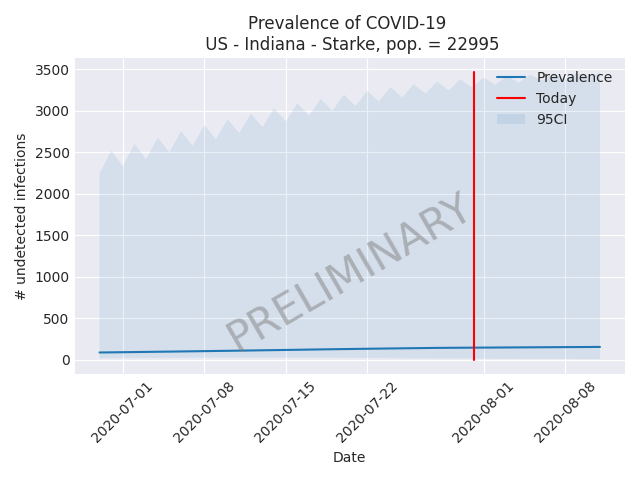 Prevalence of COVID-19
US - Indiana - Starke, pop. = 22995
# undetected infections
3500
3000
2500
2000
1500
1000
500
0
Prevalence
Today
95CI
PRELIMINARY
2020-07-01
2020-07-08
2020-07-15
2020-07-22
2020-08-01
2020-08-08
Date